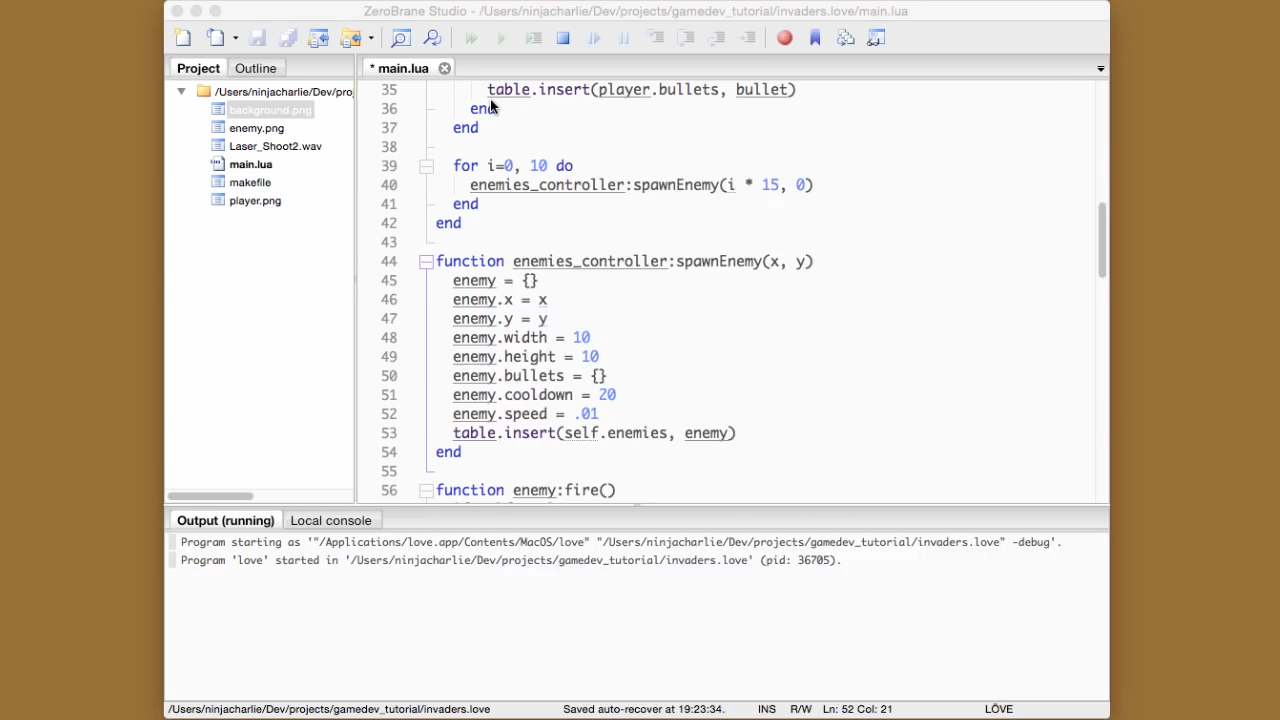 ZeroBrane Studio - /Users/ninjacharlie/Dev/projects/gamedev_tutorial/invaders.love/main.lua
Project
Outline
* main.lua
/Users/ninjacharlie/Dev/proj
background.png
enemy.png
Laser_Shoot2.wav
main.lua
makefile
player.png
35 table.insert(player.bullets, bullet)
36 end
37 end
38
39 for i=0, 10 do
40 enemies_controller:spawnEnemy(i * 15, 0)
41 end
42 end
43
44 function enemies_controller:spawnEnemy(x, y)
45 enemy = {}
46 enemy.x = x
47 enemy.y = y
48 enemy.width = 10
49 enemy.height = 10
50 enemy.bullets = {}
51 enemy.cooldown = 20
52 enemy.speed = .01
53 table.insert(self.enemies, enemy)
54 end
55
56 function enemy:fire()
Output (running)
Local console
Program starting as '"/Applications/love.app/Contents/MacOS/love" "/Users/ninjacharlie/Dev/projects/gamedev_tutorial/invaders.love" -debug'.
Program 'love' started in '/Users/ninjacharlie/Dev/projects/gamedev_tutorial/invaders.love' (pid: 36705).
/Users/ninjacharlie/Dev/projects/gamedev_tutorial/invaders.love
Saved auto-recover at 19:23:34.
INS
R/W
Ln: 52 Col: 21
LÖVE